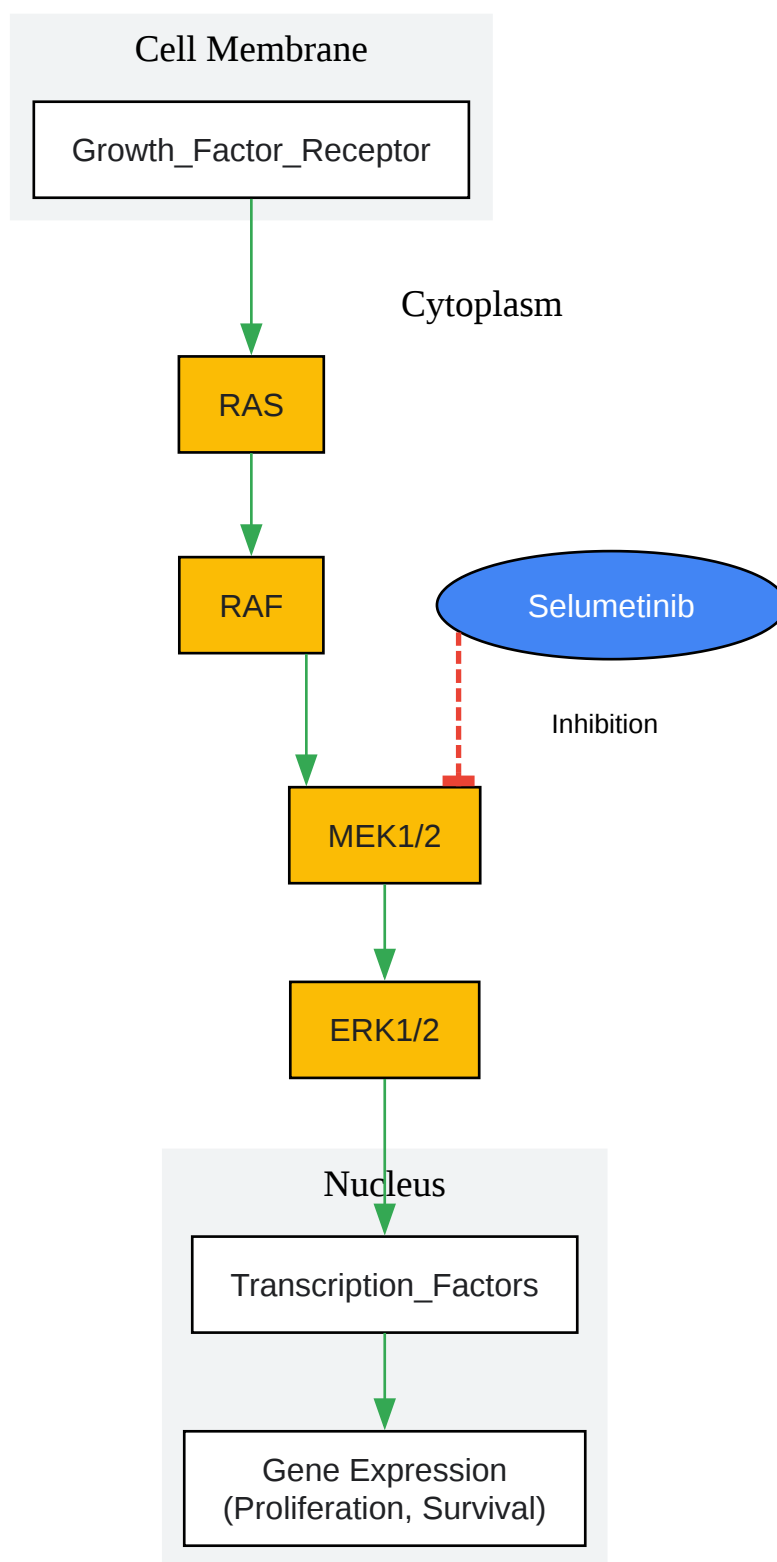 Cell Membrane
Growth_Factor_Receptor
Cytoplasm
RAS
RAF
Selumetinib
Inhibition
MEK1/2
ERK1/2
Nucleus
Transcription_Factors
Gene Expression
(Proliferation, Survival)